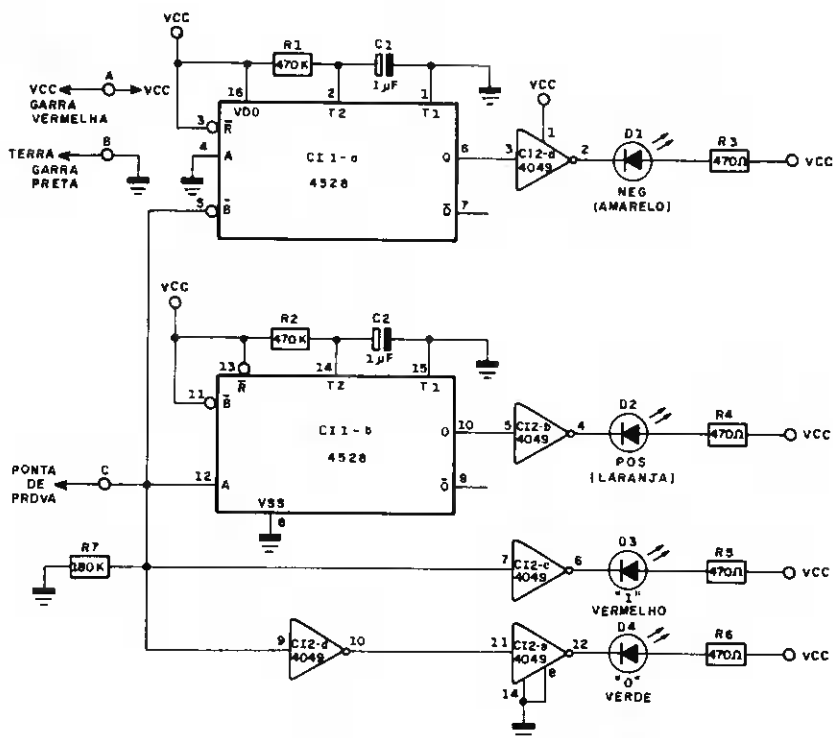 VCC
R1
470K
C1
1µF
VCC
A
VCC
GARRA
VERMELHA
16
2
1
VDD
T2
T1
VCC
1
3
R
4
A
TERRA
GARRA
PRETA
B
CI1-a
4528
Q
6
3
CI2-d
4049
2
D1
NEG
(AMARELO)
R3
470Ω
VCC
5
B
Q
7
VCC
R2
470K
C2
1µF
13
14
15
R
T2
T1
11
B
CI1-b
4528
Q
10
5
CI2-b
4049
4
D2
POS
(LARANJA)
R4
470Ω
VCC
PONTA
DE
PROVA
C
12
A
Q
9
VSS
8
R7
180K
7
CI2-c
4049
6
D3
"1"
VERMELHO
R5
470Ω
VCC
9
CI2-d
4049
10
11
CI2-e
4049
12
14
8
D4
"0"
VERDE
R6
470Ω
VCC